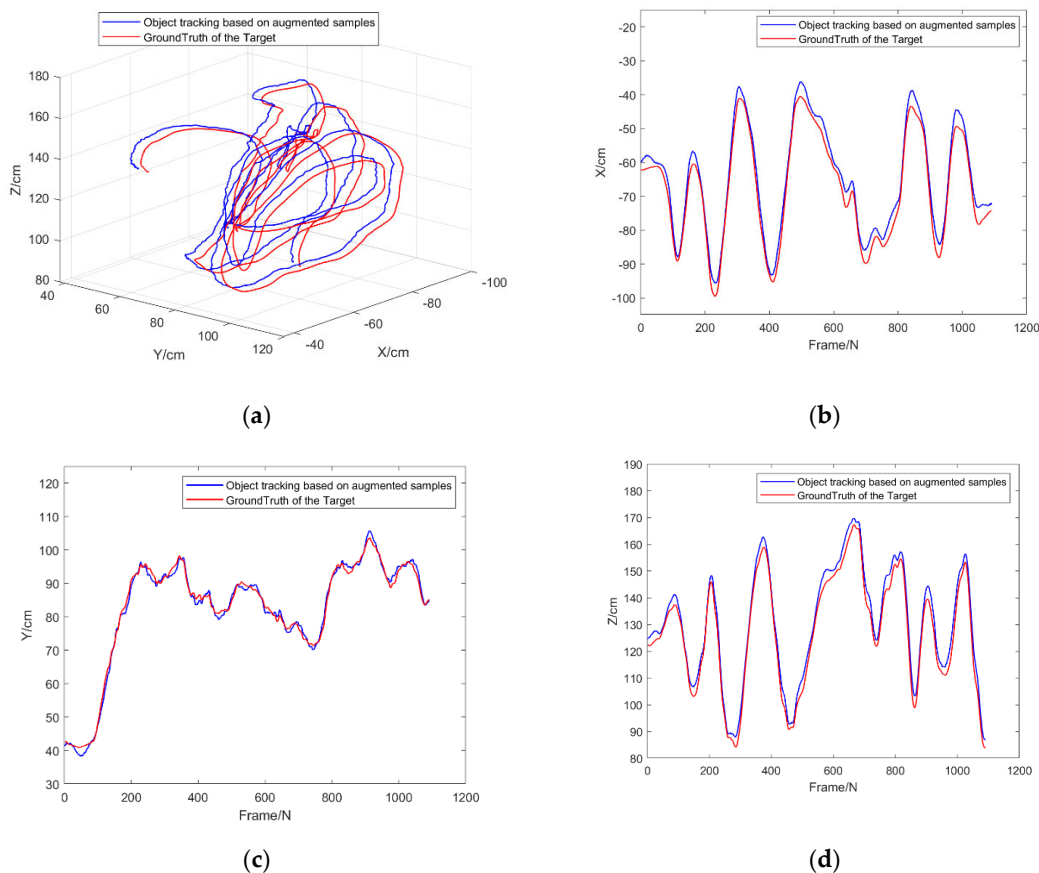 Object tracking based on augmented samples
GroundTruth of the Target
180
160
140
120
100
80
Z/cm
40
60
80
100
120
Y/cm
-40
-60
-80
-100
X/cm
(a)
Object tracking based on augmented samples
GroundTruth of the Target
-25
-40
-50
-60
-70
-80
-90
-100
X/cm
0 200 400 600 800 1000 1200
Frame/N
(b)
Object tracking based on augmented samples
GroundTruth of the Target
120
110
100
90
80
70
60
50
40
30
Y/cm
0 200 400 600 800 1000 1200
Frame/N
(c)
Object tracking based on augmented samples
GroundTruth of the Target
190
180
170
160
150
140
130
120
110
100
90
80
Z/cm
0 200 400 600 800 1000 1200
Frame/N
(d)